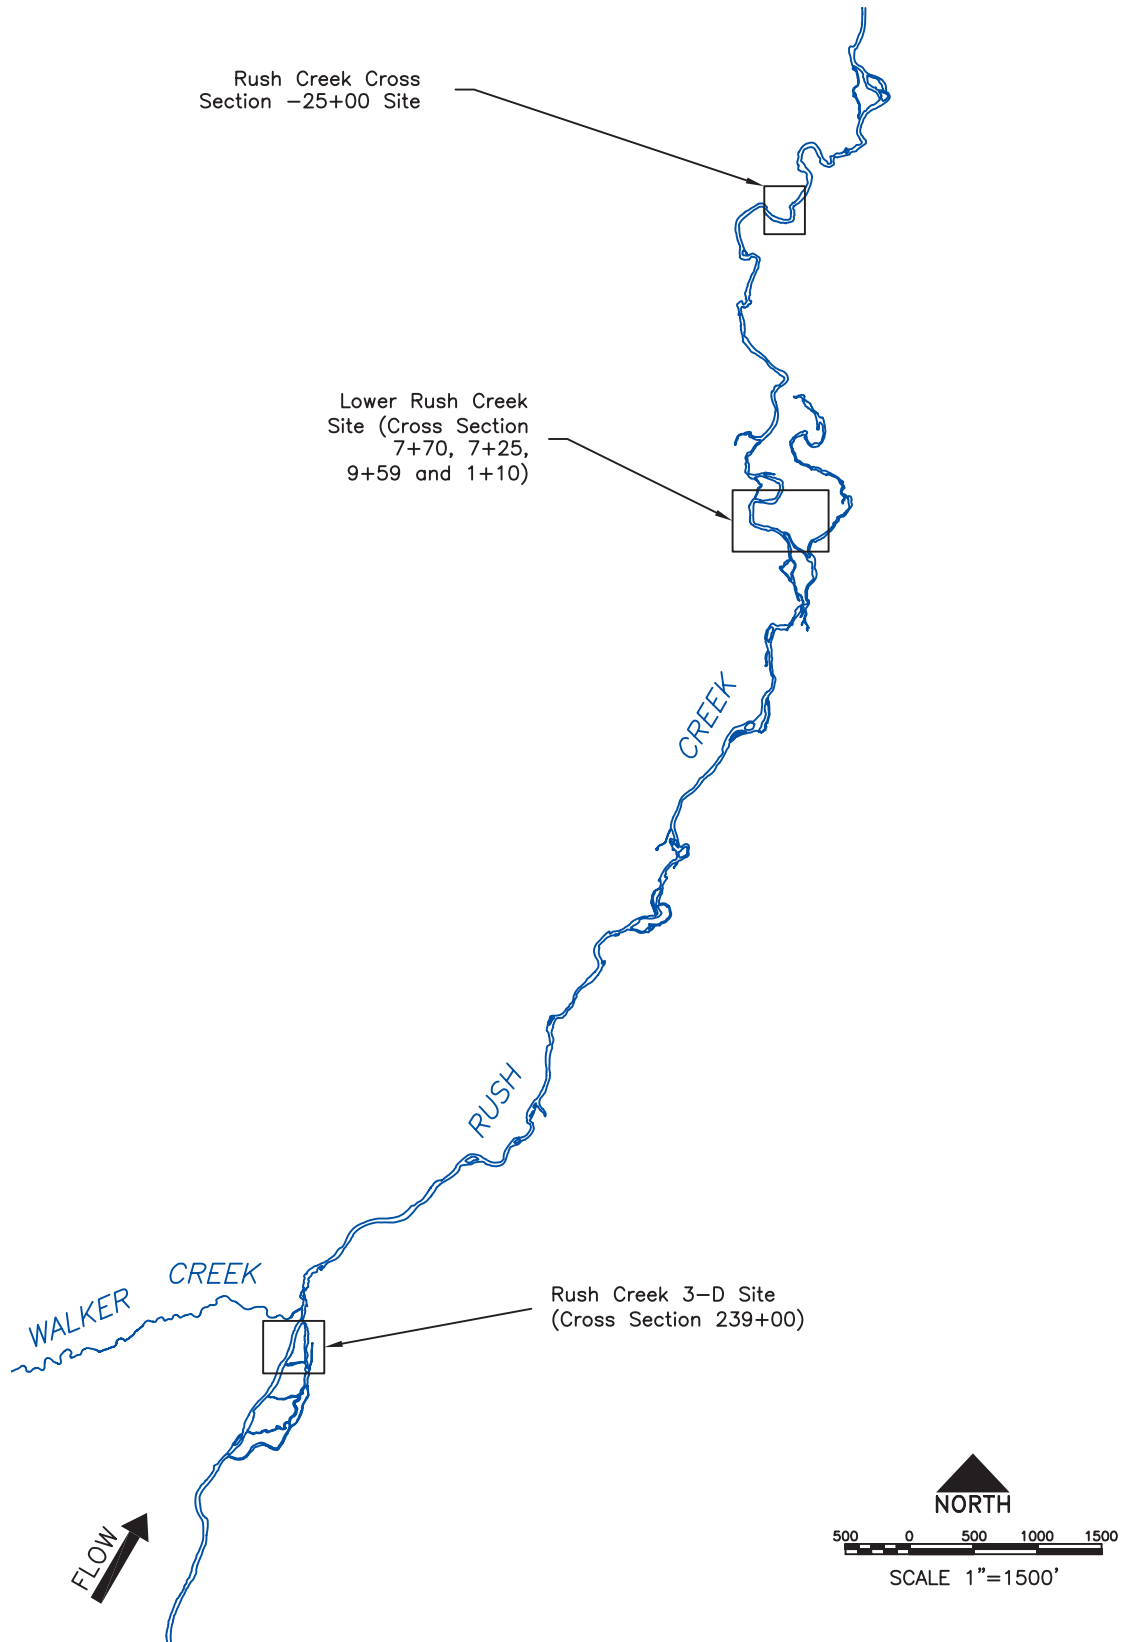 Rush Creek Cross
Section -25+00 Site
Lower Rush Creek
Site (Cross Section
7+70, 7+25,
9+59 and 1+10)
CREEK
RUSH
WALKER CREEK
Rush Creek 3-D Site
(Cross Section 239+00)
FLOW
NORTH
500 0 500 1000 1500
SCALE 1"=1500'